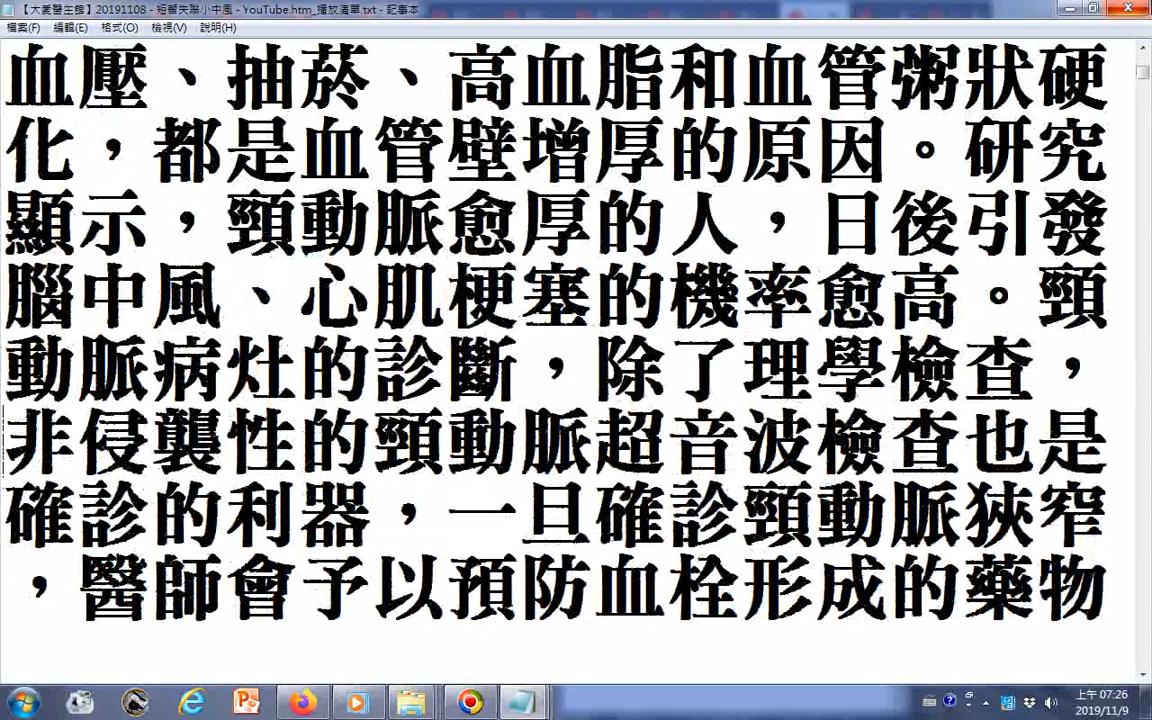 【大愛醫生館】20191108 - 短暫失聯小中風 - YouTube.htm_播放清單.txt - 記事本
檔案(F) 編輯(E) 格式(O) 檢視(V) 說明(H)
血壓、抽菸、高血脂和血管粥狀硬
化，都是血管壁增厚的原因。研究
顯示，頸動脈愈厚的人，日後引發
腦中風、心肌梗塞的機率愈高。頸
動脈病灶的診斷，除了理學檢查，
非侵襲性的頸動脈超音波檢查也是
確診的利器，一旦確診頸動脈狹窄
，醫師會予以預防血栓形成的藥物
上午 07:26
2019/11/9